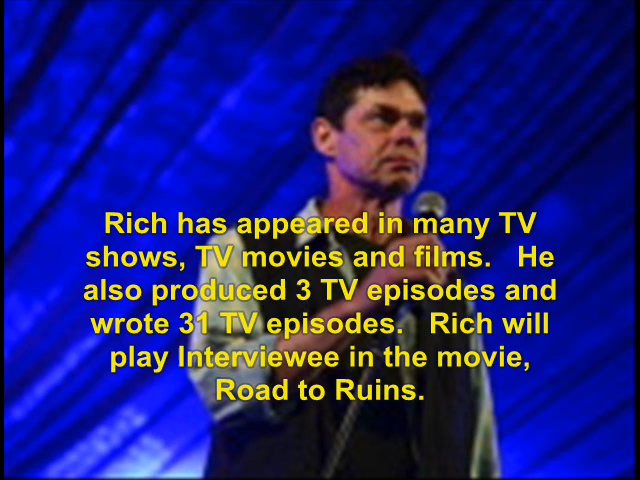 Rich has appeared in many TV
shows, TV movies and films.   He
also produced 3 TV episodes and
wrote 31 TV episodes.   Rich will
play Interviewee in the movie,
Road to Ruins.